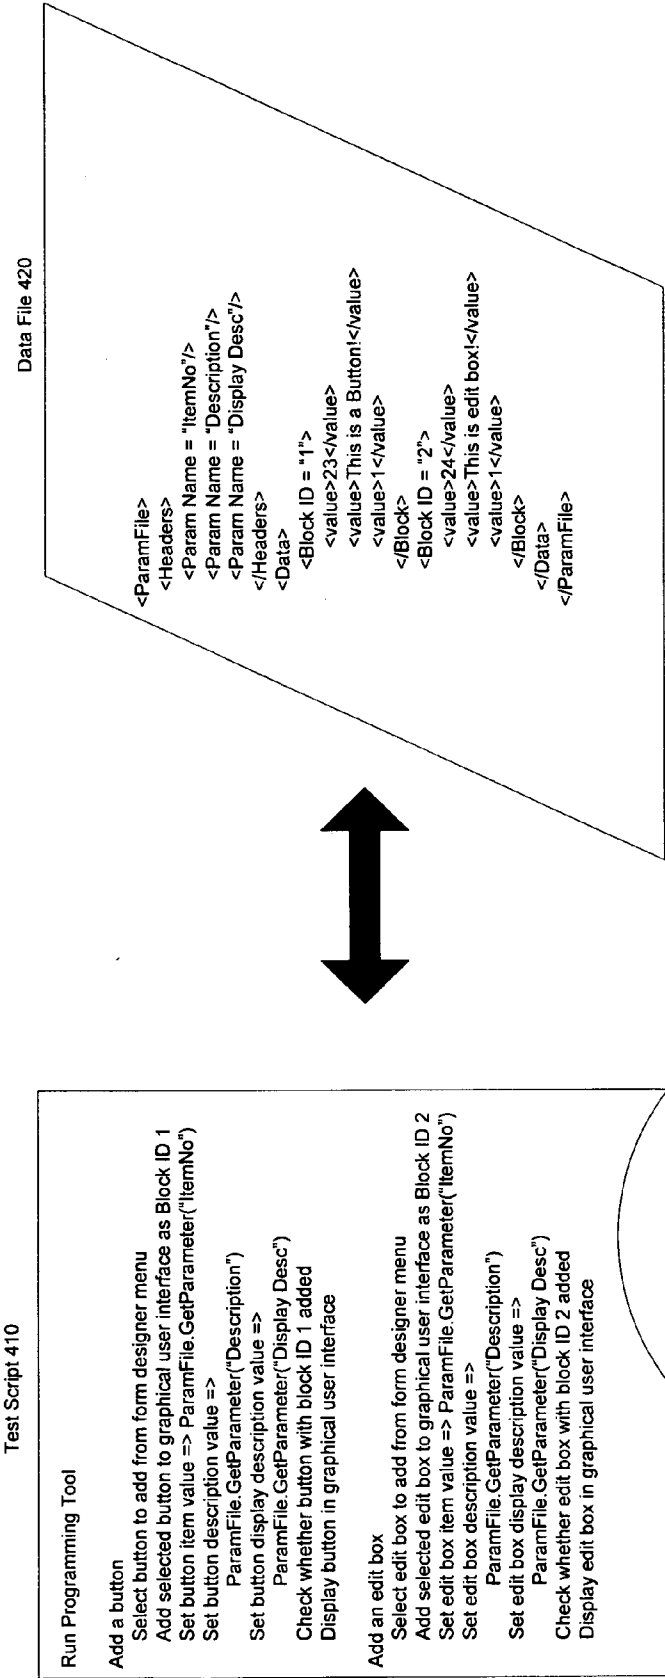 Test Script 410
Run Programming Tool
Add a button
Select button to add from form designer menu
Add selected button to graphical user interface as Block ID 1
Set button item value => ParamFile.GetParameter("ItemNo")
Set button description value =>
ParamFile.GetParameter("Description")
Set button display description value =>
ParamFile.GetParameter("Display Desc")
Check whether button with block ID 1 added
Display button in graphical user interface
Add an edit box
Select edit box to add from form designer menu
Add selected edit box to graphical user interface as Block ID 2
Set edit box item value => ParamFile.GetParameter("ItemNo")
Set edit box description value =>
ParamFile.GetParameter("Description")
Set edit box display description value =>
ParamFile.GetParameter("Display Desc")
Check whether edit box with block ID 2 added
Display edit box in graphical user interface
Data File 420
<ParamFile>
<Headers>
<Param Name = "ItemNo"/>
<Param Name = "Description"/>
<Param Name = "Display Desc"/>
</Headers>
<Data>
<Block ID = "1">
<value>23</value>
<value>This is a Button!</value>
<value>1</value>
</Block>
<Block ID = "2">
<value>24</value>
<value>This is edit box!</value>
<value>1</value>
</Block>
</Data>
</ParamFile>